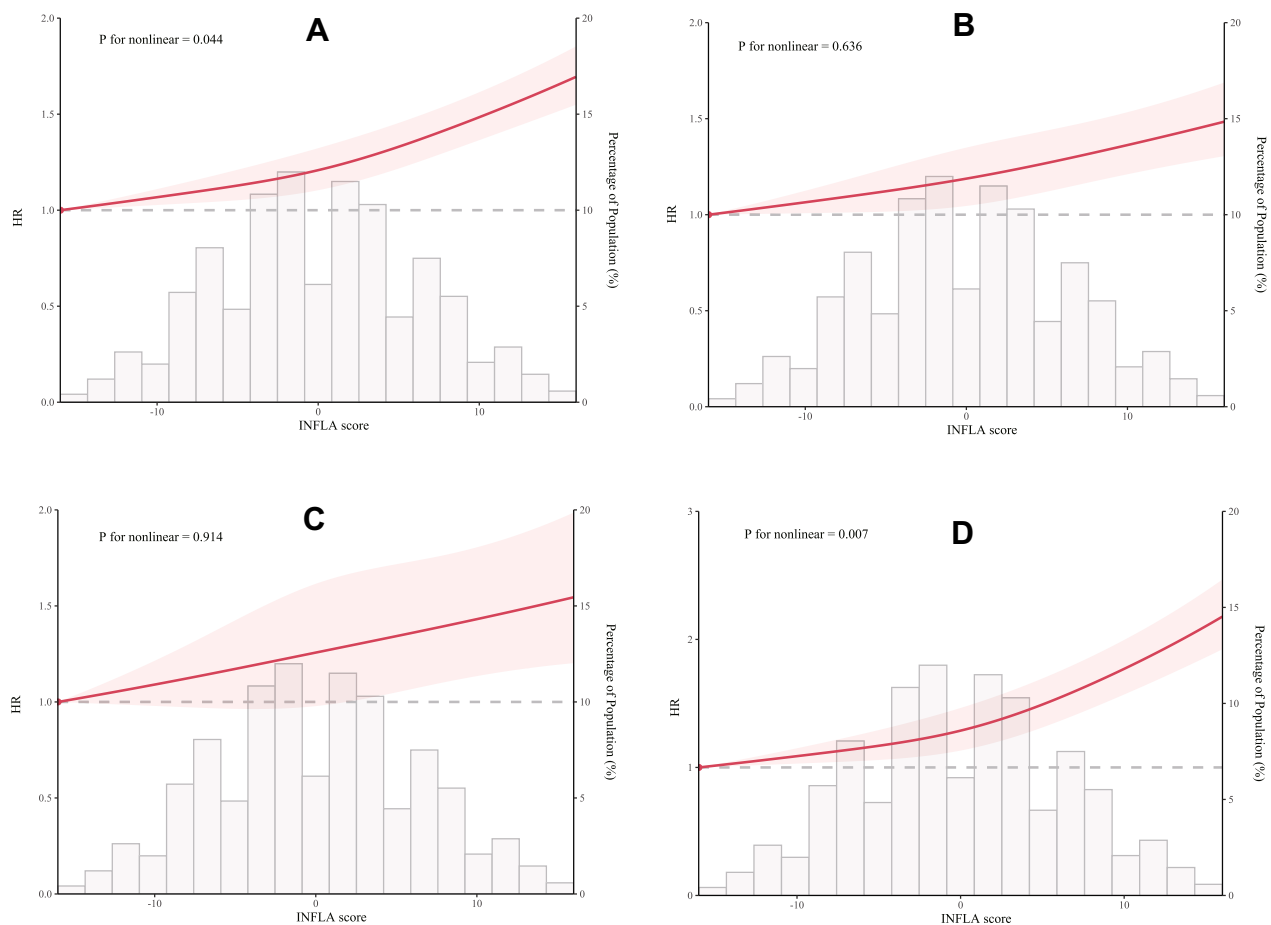 A
P for nonlinear = 0.044
2.0
1.5
1.0
0.5
0.0
HR
20
15
10
5
0
Percentage of Population (%)
-10 0 10
INFLA score
B
P for nonlinear = 0.636
2.0
1.5
1.0
0.5
0.0
HR
20
15
10
5
0
Percentage of Population (%)
-10 0 10
INFLA score
C
P for nonlinear = 0.914
2.0
1.5
1.0
0.5
0.0
HR
20
15
10
5
0
Percentage of Population (%)
-10 0 10
INFLA score
D
P for nonlinear = 0.007
3
2
1
0
HR
20
15
10
5
0
Percentage of Population (%)
-10 0 10
INFLA score